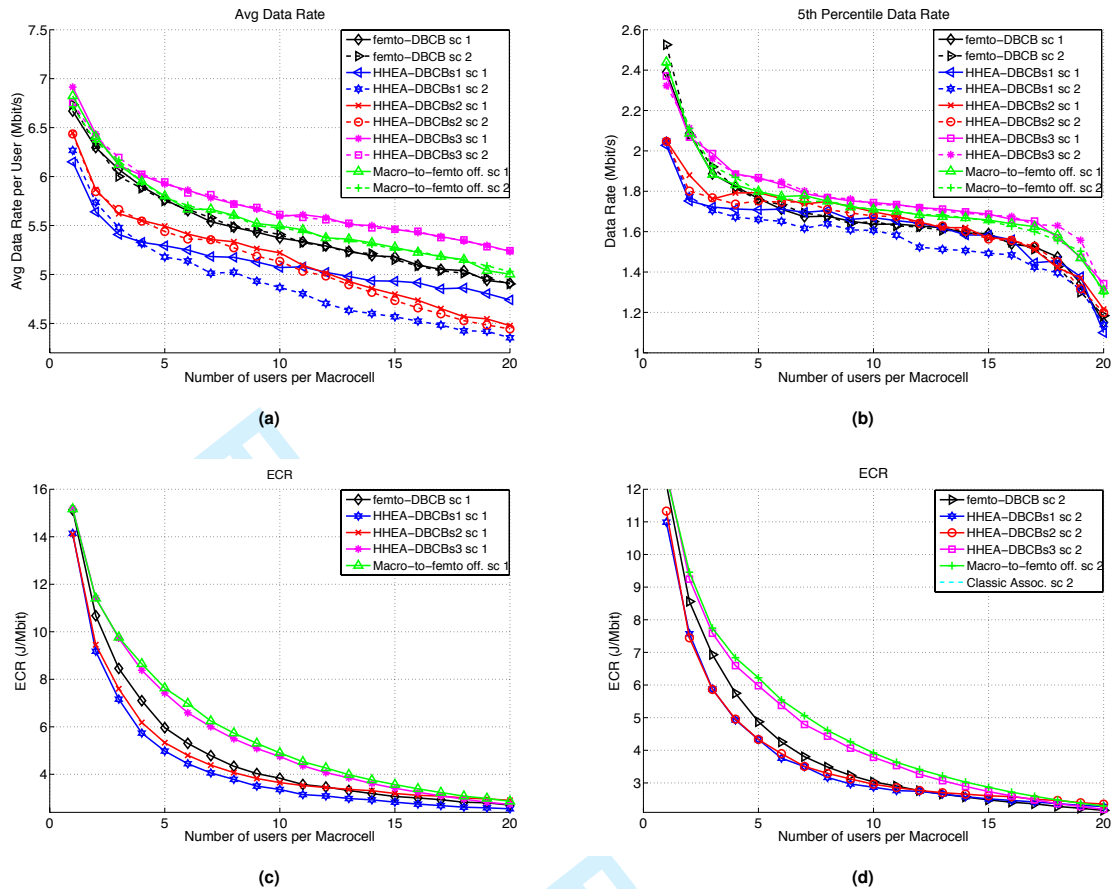 Avg Data Rate
7.5
7
6.5
6
5.5
5
4.5
0
5
10
15
20
Avg Data Rate per User (Mbit/s)
Number of users per Macrocell
femto-DBCB sc 1
femto-DBCB sc 2
HHEA-DBCBs1 sc 1
HHEA-DBCBs1 sc 2
HHEA-DBCBs2 sc 1
HHEA-DBCBs2 sc 2
HHEA-DBCBs3 sc 1
HHEA-DBCBs3 sc 2
Macro-to-femto off. sc 1
Macro-to-femto off. sc 2
(a)
5th Percentile Data Rate
2.6
2.4
2.2
2
1.8
1.6
1.4
1.2
1
0
5
10
15
20
Data Rate (Mbit/s)
Number of users per Macrocell
femto-DBCB sc 1
femto-DBCB sc 2
HHEA-DBCBs1 sc 1
HHEA-DBCBs1 sc 2
HHEA-DBCBs2 sc 1
HHEA-DBCBs2 sc 2
HHEA-DBCBs3 sc 1
HHEA-DBCBs3 sc 2
Macro-to-femto off. sc 1
Macro-to-femto off. sc 2
(b)
ECR
16
14
12
10
8
6
4
0
5
10
15
20
ECR (J/Mbit)
Number of users per Macrocell
femto-DBCB sc 1
HHEA-DBCBs1 sc 1
HHEA-DBCBs2 sc 1
HHEA-DBCBs3 sc 1
Macro-to-femto off. sc 1
(c)
ECR
12
11
10
9
8
7
6
5
4
3
0
5
10
15
20
ECR (J/Mbit)
Number of users per Macrocell
femto-DBCB sc 2
HHEA-DBCBs1 sc 2
HHEA-DBCBs2 sc 2
HHEA-DBCBs3 sc 2
Macro-to-femto off. sc 2
Classic Assoc. sc 2
(d)